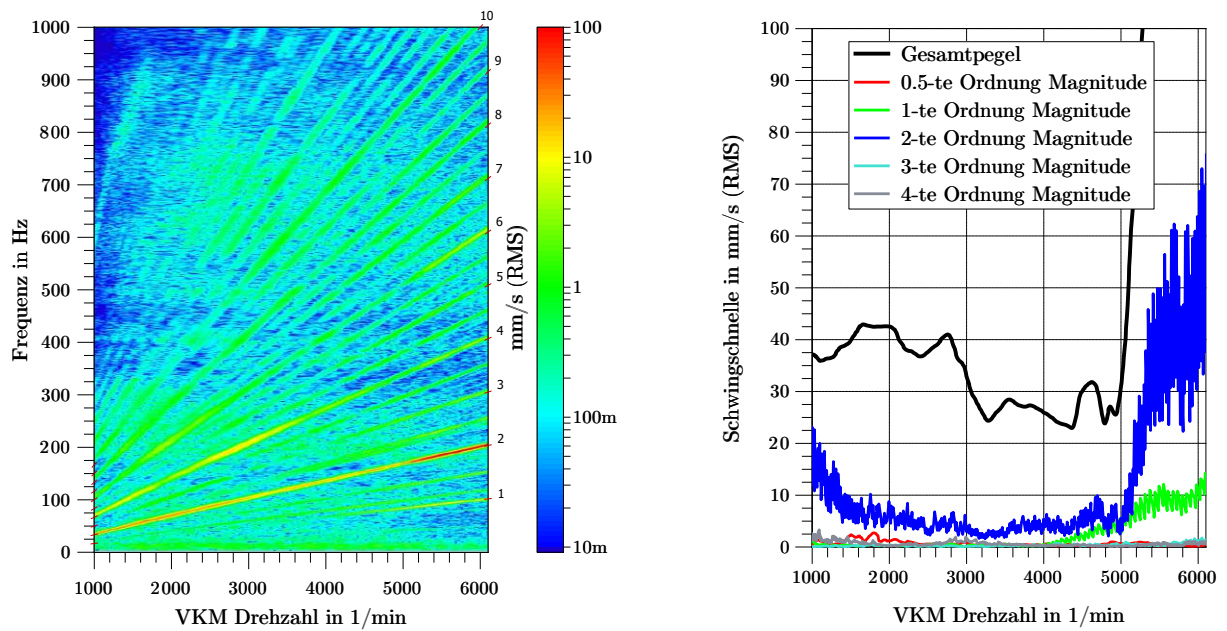 10
1000
900
800
700
600
500
400
300
200
100
0
9
8
7
6
5
4
3
2
1
1000 2000 3000 4000 5000 6000
VKM Drehzahl in 1/min
Frequenz in Hz
100
10
1
100m
10m
mm/s (RMS)
100
90
80
70
60
50
40
30
20
10
0
Schwingschnelle in mm/s (RMS)
Gesamtpegel
0.5-te Ordnung Magnitude
1-te Ordnung Magnitude
2-te Ordnung Magnitude
3-te Ordnung Magnitude
4-te Ordnung Magnitude
1000 2000 3000 4000 5000 6000
VKM Drehzahl in 1/min